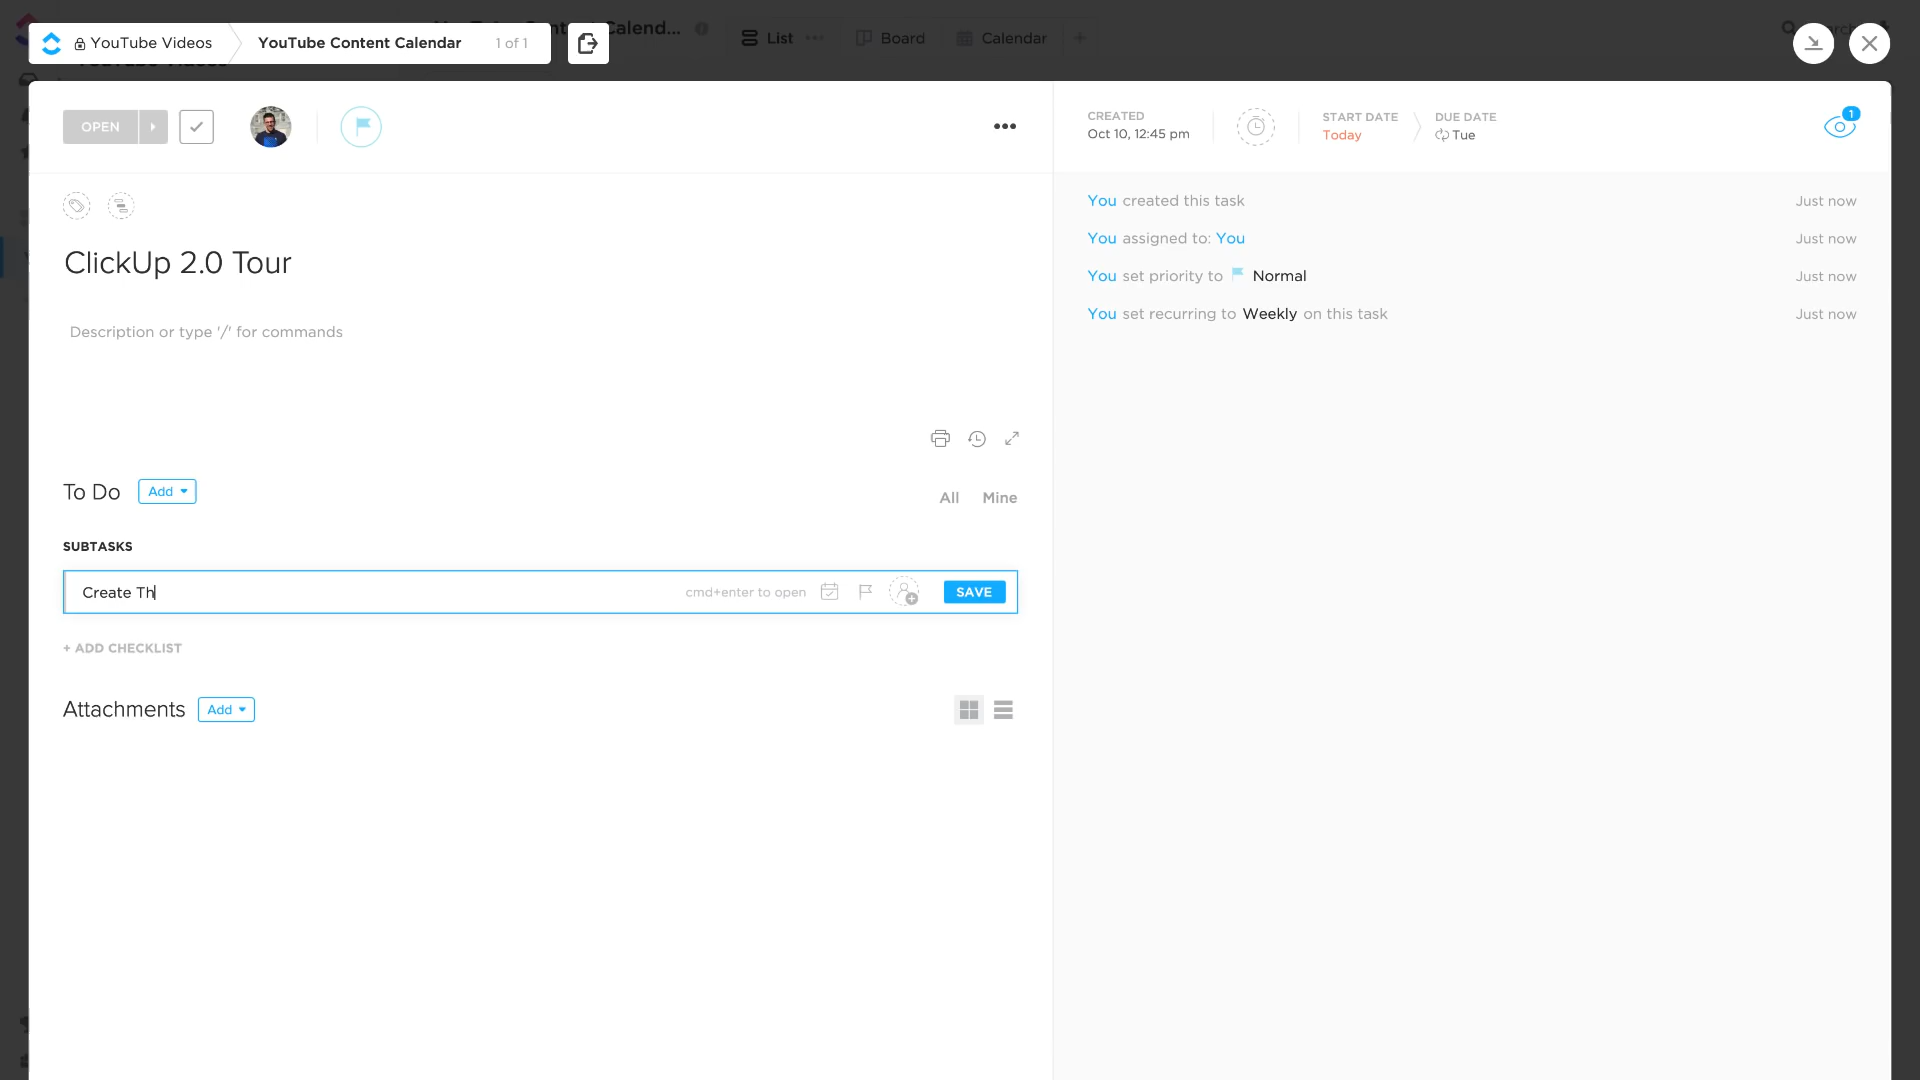 YouTube Videos
YouTube Content Calendar
1 of 1
List
Board
Calendar
OPEN
CREATED
Oct 10, 12:45 pm
START DATE
Today
DUE DATE
Tue
1
ClickUp 2.0 Tour
Description or type '/' for commands
To Do
Add
All
Mine
SUBTASKS
Create Th
cmd+enter to open
SAVE
+ ADD CHECKLIST
Attachments
Add
You created this task
Just now
You assigned to: You
Just now
You set priority to Normal
Just now
You set recurring to Weekly on this task
Just now